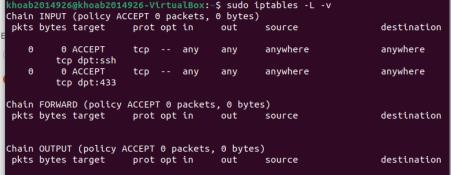 khoab2014926@khoab2014926-VirtualBox:~$ sudo iptables -L -v
Chain INPUT (policy ACCEPT 0 packets, 0 bytes)
pkts bytes target prot opt in out source destination
0 0 ACCEPT tcp -- any any anywhere anywhere
tcp dpt:ssh
0 0 ACCEPT tcp -- any any anywhere anywhere
tcp dpt:433
Chain FORWARD (policy ACCEPT 0 packets, 0 bytes)
pkts bytes target prot opt in out source destination
Chain OUTPUT (policy ACCEPT 0 packets, 0 bytes)
pkts bytes target prot opt in out source destination